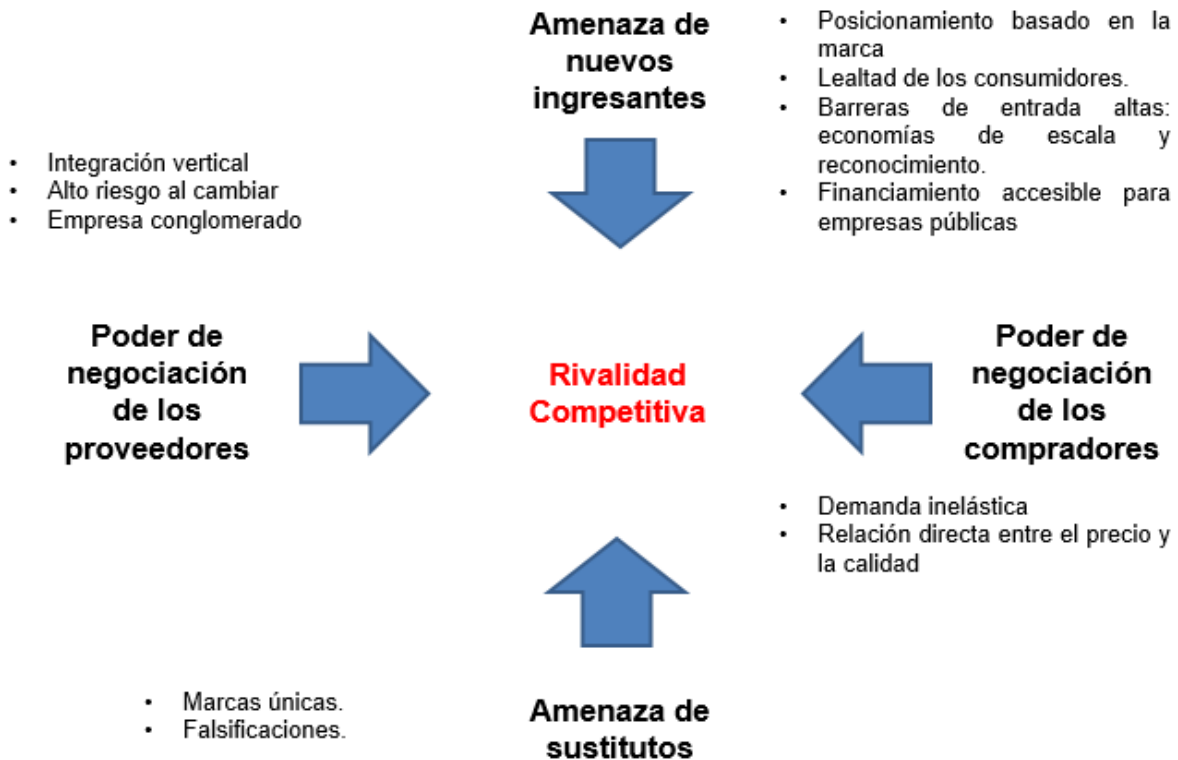 Amenaza de
nuevos
ingresantes
• Posicionamiento basado en la
marca
• Lealtad de los consumidores.
• Barreras de entrada altas:
economías de escala y
reconocimiento.
• Financiamiento accesible para
empresas públicas
• Integración vertical
• Alto riesgo al cambiar
• Empresa conglomerado
Poder de
negociación
de los
proveedores
Rivalidad
Competitiva
Poder de
negociación
de los
compradores
• Demanda inelástica
• Relación directa entre el precio y
la calidad
• Marcas únicas.
• Falsificaciones.
Amenaza de
sustitutos